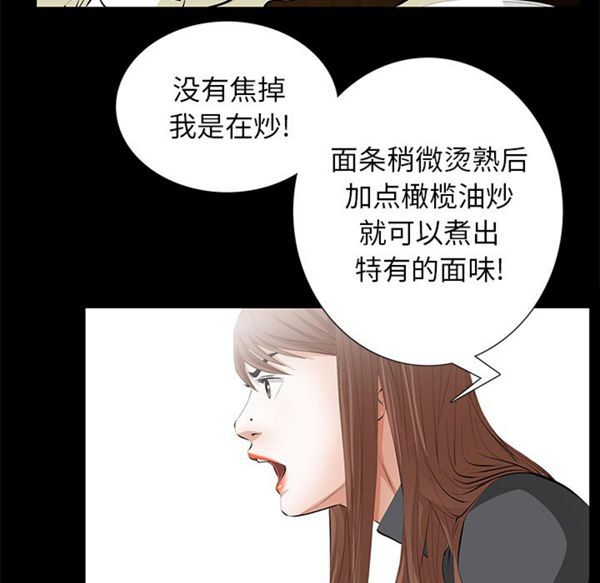 没有焦掉
我是在炒!
面条稍微烫熟后
加点橄榄油炒
就可以煮出
特有的面味!